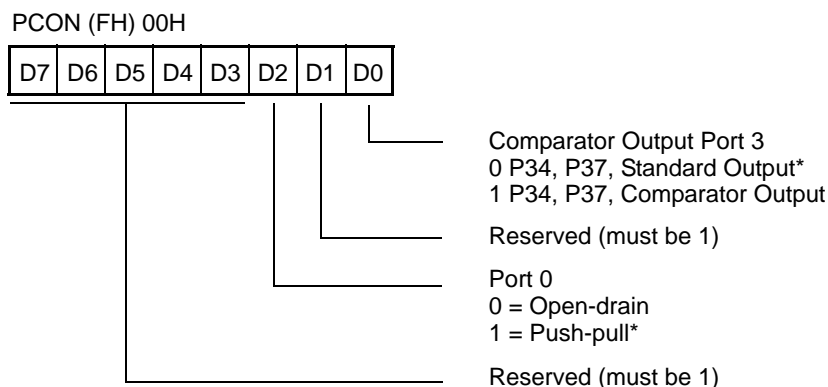 PCON (FH) 00H
D7 D6 D5 D4 D3 D2 D1 D0
Comparator Output Port 3
0 P34, P37, Standard Output*
1 P34, P37, Comparator Output
Reserved (must be 1)
Port 0
0 = Open-drain
1 = Push-pull*
Reserved (must be 1)